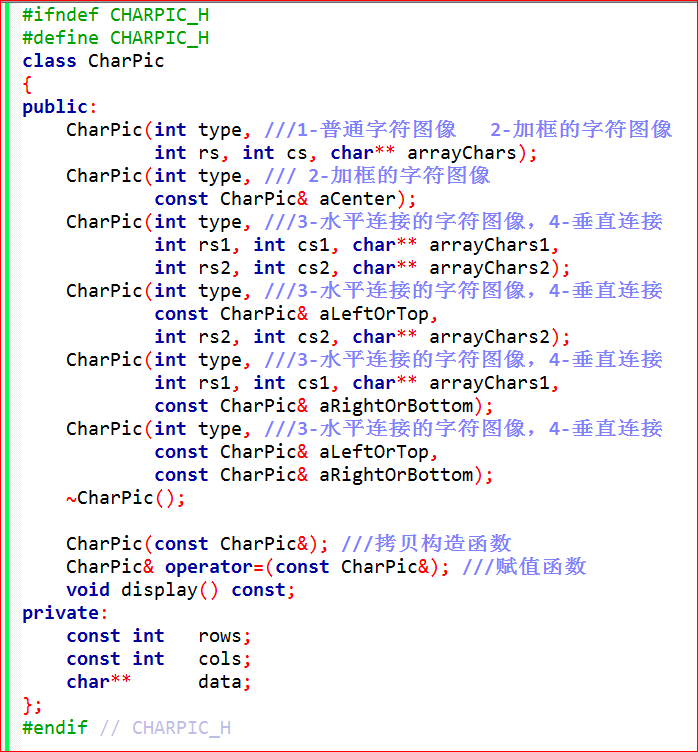 #ifndef CHARPIC_H
#define CHARPIC_H
class CharPic
{
public:
    CharPic(int type, ///1-普通字符图像   2-加框的字符图像
            int rs, int cs, char** arrayChars);
    CharPic(int type, /// 2-加框的字符图像
            const CharPic& aCenter);
    CharPic(int type, ///3-水平连接的字符图像，4-垂直连接
            int rs1, int cs1, char** arrayChars1,
            int rs2, int cs2, char** arrayChars2);
    CharPic(int type, ///3-水平连接的字符图像，4-垂直连接
            const CharPic& aLeftOrTop,
            int rs2, int cs2, char** arrayChars2);
    CharPic(int type, ///3-水平连接的字符图像，4-垂直连接
            int rs1, int cs1, char** arrayChars1,
            const CharPic& aRightOrBottom);
    CharPic(int type, ///3-水平连接的字符图像，4-垂直连接
            const CharPic& aLeftOrTop,
            const CharPic& aRightOrBottom);
    ~CharPic();

    CharPic(const CharPic&); ///拷贝构造函数
    CharPic& operator=(const CharPic&); ///赋值函数
    void display() const;
private:
    const int   rows;
    const int   cols;
    char**      data;
};
#endif // CHARPIC_H